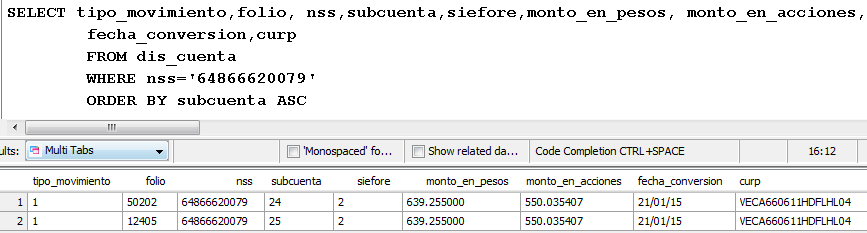 SELECT tipo_movimiento,folio, nss,subcuenta,siefore,monto_en_pesos, monto_en_acciones,
fecha_conversion,curp
FROM dis_cuenta
WHERE nss='64866620079'
ORDER BY subcuenta ASC
ults: Multi Tabs 'Monospaced' fo... Show related da... Code Completion CTRL+SPACE 16:12
tipo_movimiento folio nss subcuenta siefore monto_en_pesos monto_en_acciones fecha_conversion curp
1 1 50202 64866620079 24 2 639.255000 550.035407 21/01/15 VECA660611HDFLHL04
2 1 12405 64866620079 25 2 639.255000 550.035407 21/01/15 VECA660611HDFLHL04